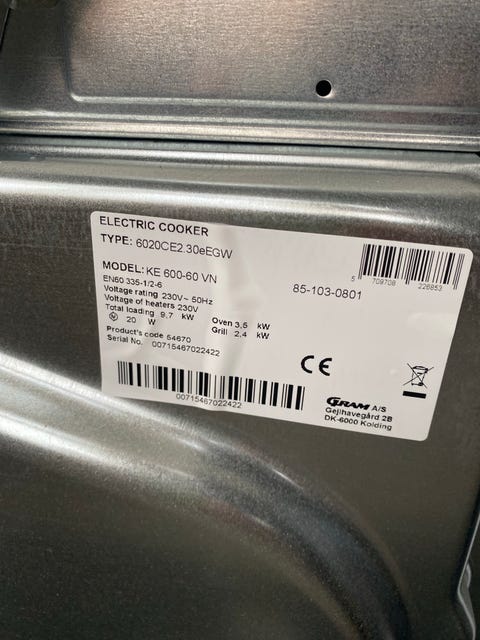 ELECTRIC COOKER
TYPE: 6020CE2.30eEGW
MODEL: KE 600-60 VN
85-103-0801
5 709708 226853
EN60 335-1/2-6
Voltage rating 230V~ 50Hz
Voltage of heaters 230V
Total loading 9,7 kW
Oven 3,5 kW
20 W
Grill 2,4 kW
Product's code 54670
Serial No. 00715467022422
CE
00715467022422
GRAM A/S
Gejlhavegård 2B
DK-6000 Kolding